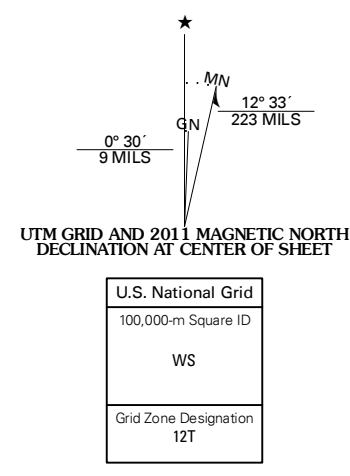 ★
MN
GN
12° 33´
223 MILS
0° 30´
9 MILS
UTM GRID AND 2011 MAGNETIC NORTH
DECLINATION AT CENTER OF SHEET
U.S. National Grid
100,000-m Square ID
WS
Grid Zone Designation
12T